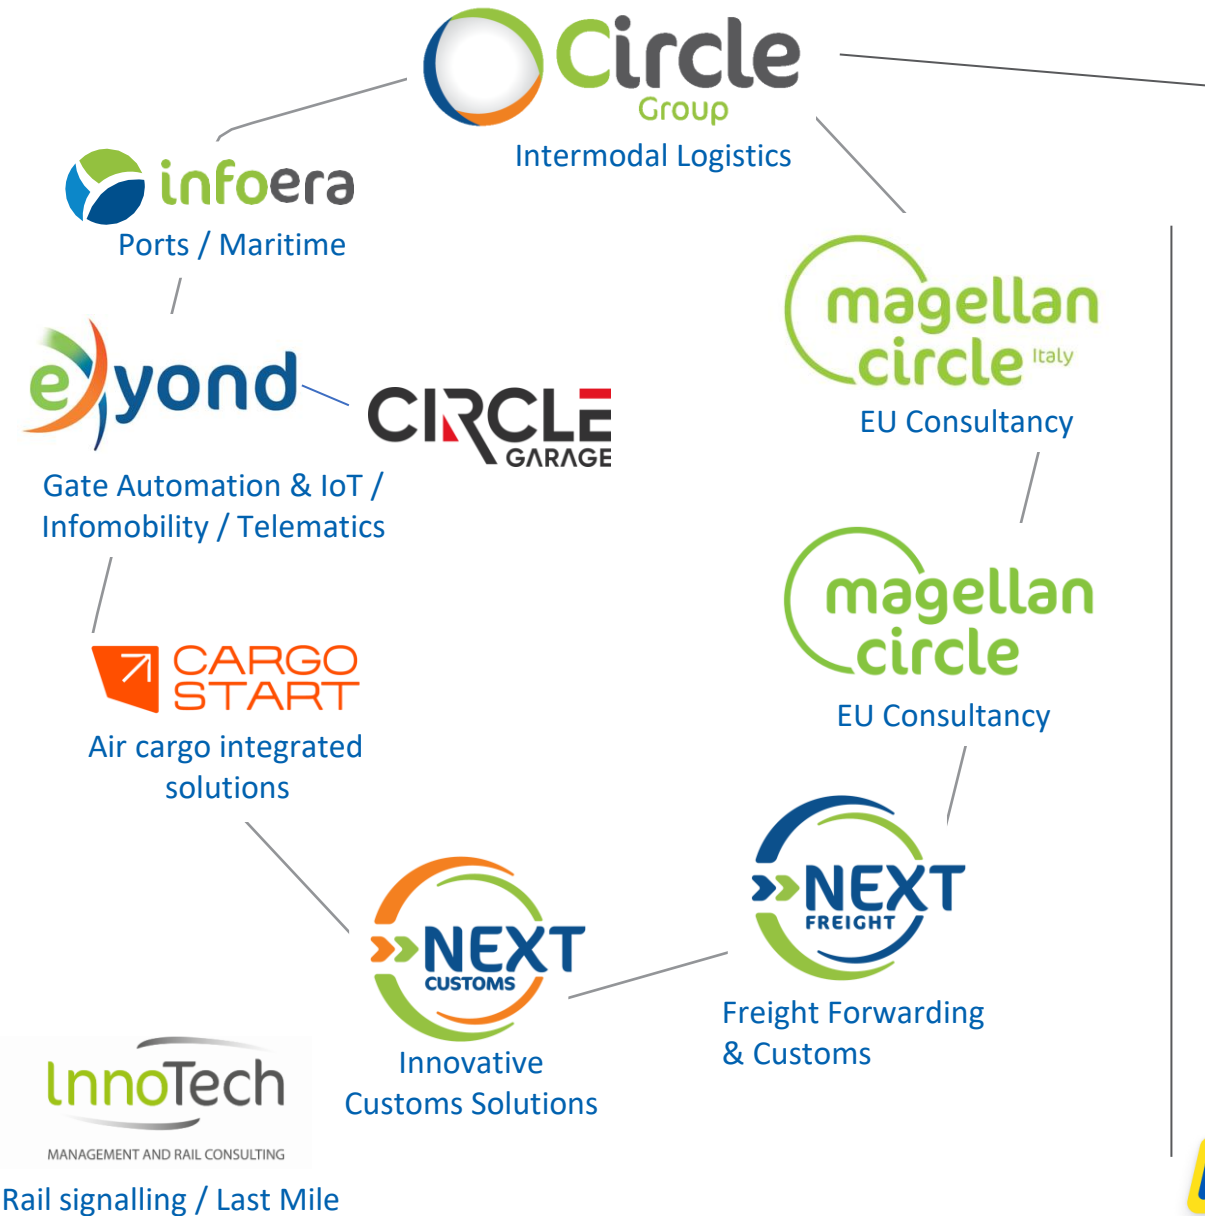 Circle
Group
Intermodal Logistics
infoera
Ports / Maritime
magellan
circle Italy
EU Consultancy
eXyond
CIRCLE
GARAGE
Gate Automation & IoT /
Infomobility / Telematics
magellan
circle
EU Consultancy
CARGO
START
Air cargo integrated
solutions
NEXT
FREIGHT
Freight Forwarding
& Customs
NEXT
CUSTOMS
Innovative
Customs Solutions
InnoTech
MANAGEMENT AND RAIL CONSULTING
Rail signalling / Last Mile